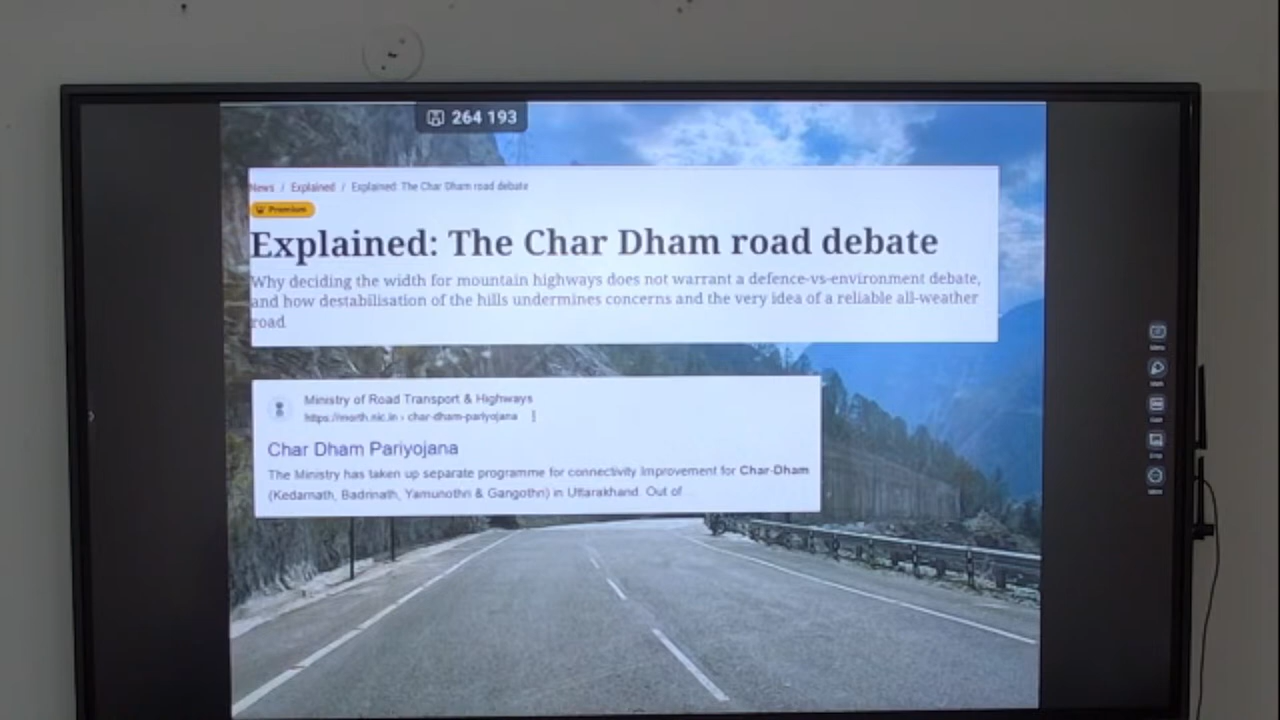 264 193
News / Explained / Explained: The Char Dham road debate
Premium
Explained: The Char Dham road debate
Why deciding the width for mountain highways does not warrant a defence-vs-environment debate,
and how destabilisation of the hills undermines concerns and the very idea of a reliable all-weather
road
Ministry of Road Transport & Highways
https://morth.nic.in › char-dham-pariyojana
Char Dham Pariyojana
The Ministry has taken up separate programme for connectivity Improvement for Char-Dham
(Kedarnath, Badrinath, Yamunothri & Gangothri) in Uttarakhand. Out of
Menu